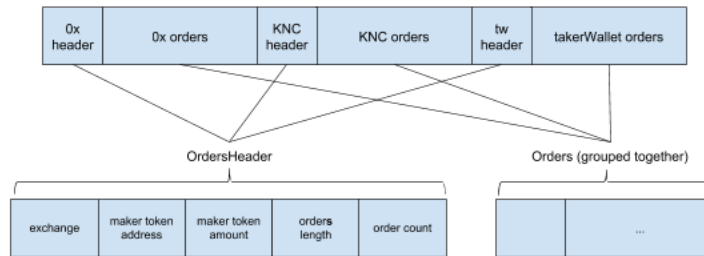 0x
header
0x orders
KNC
header
KNC orders
tw
header
takerWallet orders
OrdersHeader
Orders (grouped together)
exchange
maker token
address
maker token
amount
orders
length
order count
...